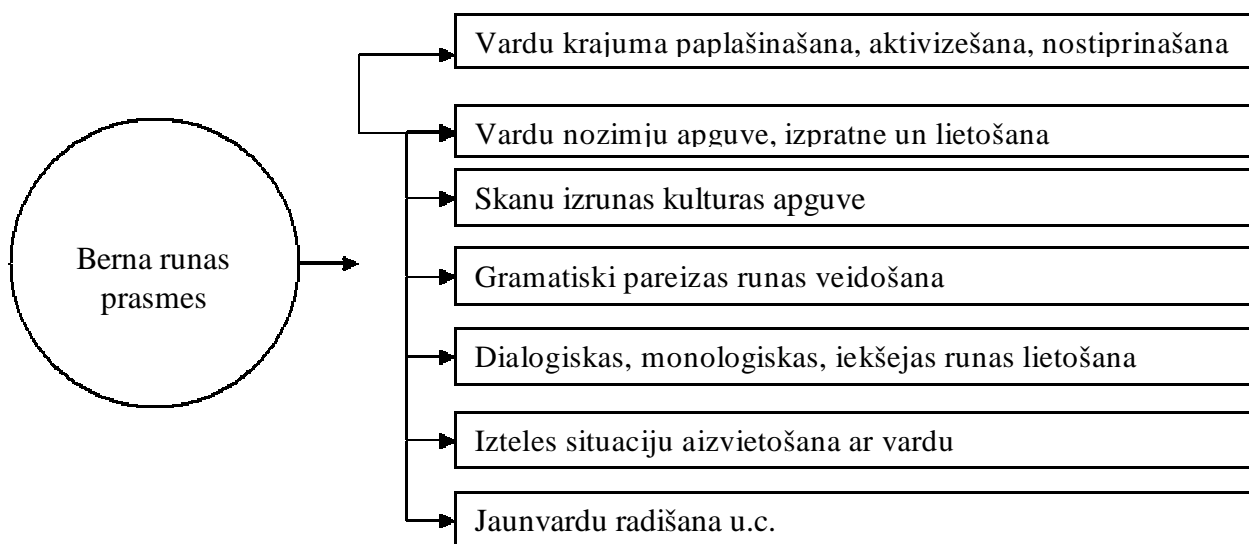 Vardu krajuma paplašinašana, aktivizešana, nostiprinašana
Vardu nozimju apguve, izpratne un lietošana
Skanu izrunas kulturas apguve
Berna runas
prasmes
Gramatiski pareizas runas veidošana
Dialogiskas, monologiskas, iekšejas runas lietošana
Izteles situaciju aizvietošana ar vardu
Jaunvardu radišana u.c.